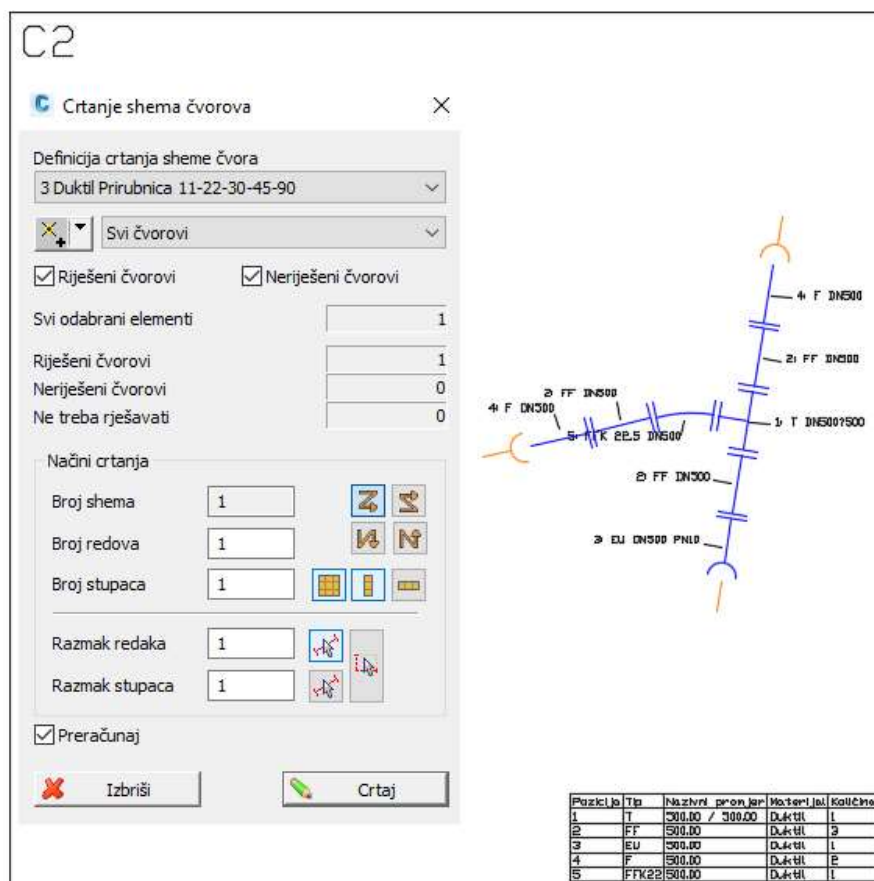 C2
Crtanje shema čvorova
Definicija crtanja sheme čvora
3 Duktil Prirubnica 11-22-30-45-90
Svi čvorovi
Riješeni čvorovi
Neriješeni čvorovi
Svi odabrani elementi 1
Riješeni čvorovi 1
Neriješeni čvorovi 0
Ne treba rješavati 0
Načini crtanja
Broj shema 1
Broj redova 1
Broj stupaca 1
Razmak redaka 1
Razmak stupaca 1
Preračunaj
Izbriši
Crtaj
4: F DN500
2: FF DN500
2: FF DN500
4: F DN500
5: FFK 22.5 DN500
1: T DN500?500
2: FF DN500
3: EU DN500 PN10
Pozicija Tip Nazivni promjer Materijal Količina
1 T 500.00 / 500.00 Duktil 1
2 FF 500.00 Duktil 3
3 EU 500.00 Duktil 1
4 F 500.00 Duktil 2
5 FFK22 500.00 Duktil 1